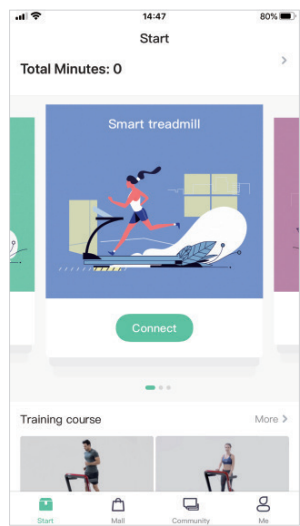 14:47
80%
Start
Total Minutes: 0
Smart treadmill
Connect
Training course
More
Start
Mall
Community
Me